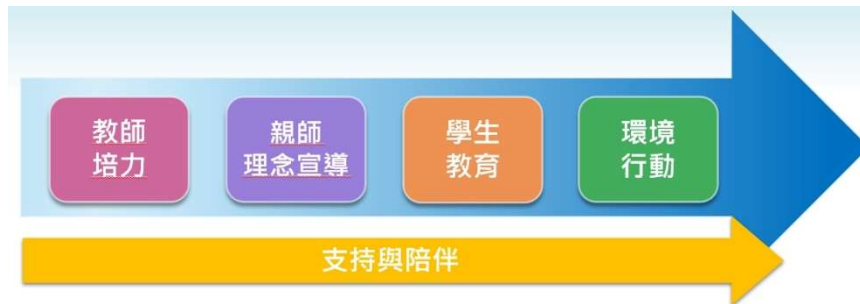 教師
培力
親師
理念宣導
學生
教育
環境
行動
支持與陪伴